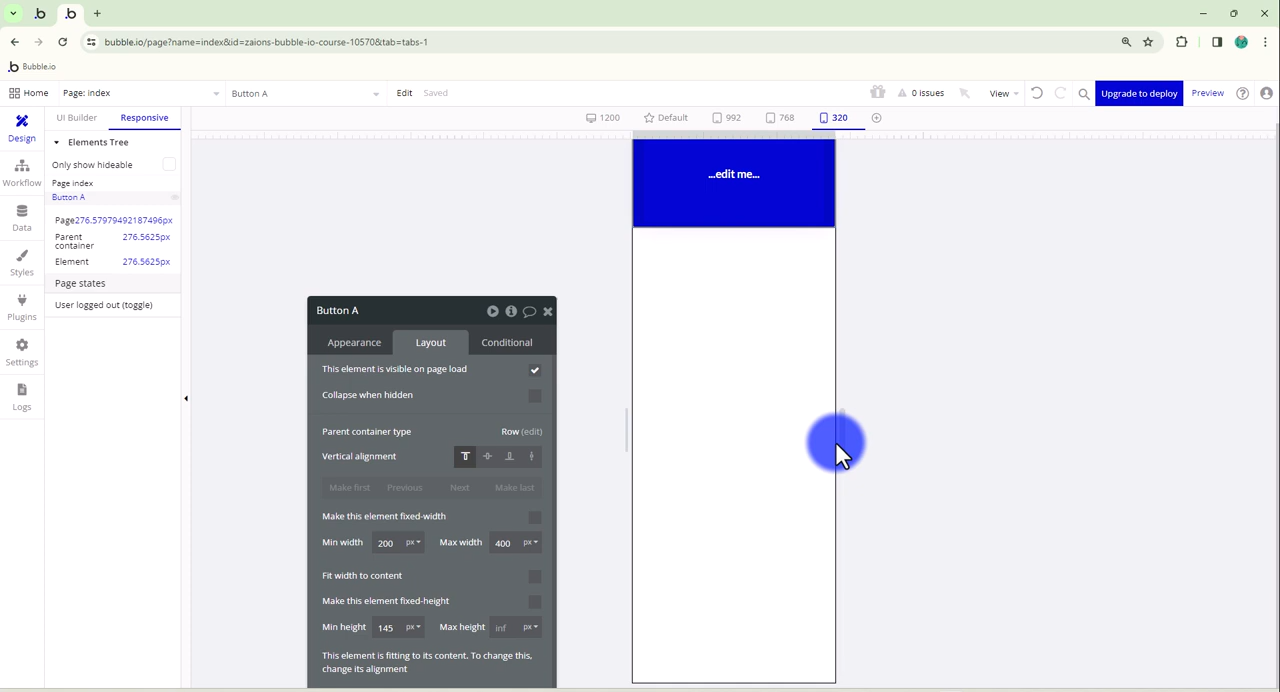 bubble.io/page?name=index&id=zaions-bubble-io-course-10570&tab=tabs-1
Bubble.io
Home
Page: index
Button A
Edit
Saved
0 issues
View
Upgrade to deploy
Preview
Design
Workflow
Data
Styles
Plugins
Settings
Logs
UI Builder
Responsive
Elements Tree
Only show hideable
Page index
Button A
Page 276.57979492187496px
Parent container 276.5625px
Element 276.5625px
Page states
User logged out (toggle)
1200
Default
992
768
320
...edit me...
Button A
Appearance
Layout
Conditional
This element is visible on page load
Collapse when hidden
Parent container type Row (edit)
Vertical alignment
Make first Previous Next Make last
Make this element fixed-width
Min width 200 px Max width 400 px
Fit width to content
Make this element fixed-height
Min height 145 px Max height inf px
This element is fitting to its content. To change this,
change its alignment